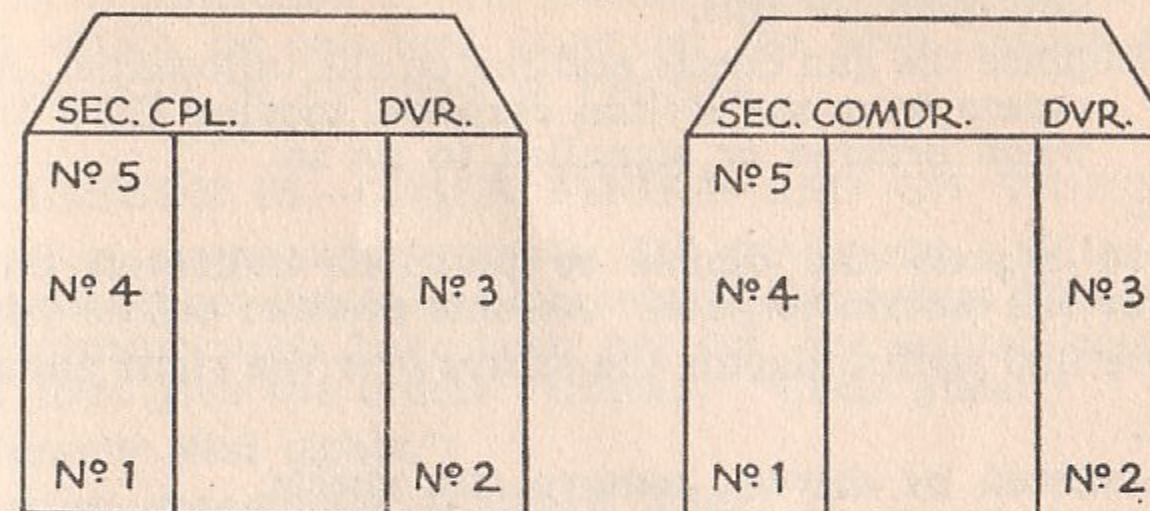 SEC. CPL. DVR.
Nº 5
Nº 4 Nº 3
Nº 1 Nº 2
SEC. COMDR. DVR.
Nº 5
Nº 4 Nº 3
Nº 1 Nº 2